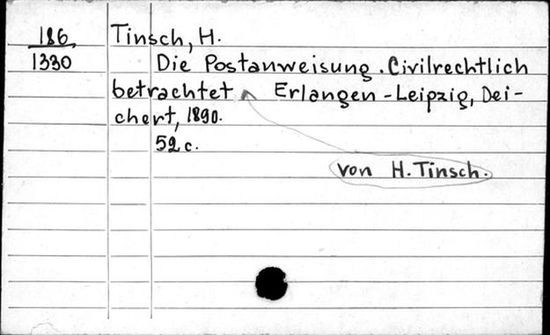 186
1330
Tinsch, H.
Die Postanweisung. Civilrechtlich
betrachtet Erlangen-Leipzig, Dei-
chert, 1890.
52 c.
von H. Tinsch.